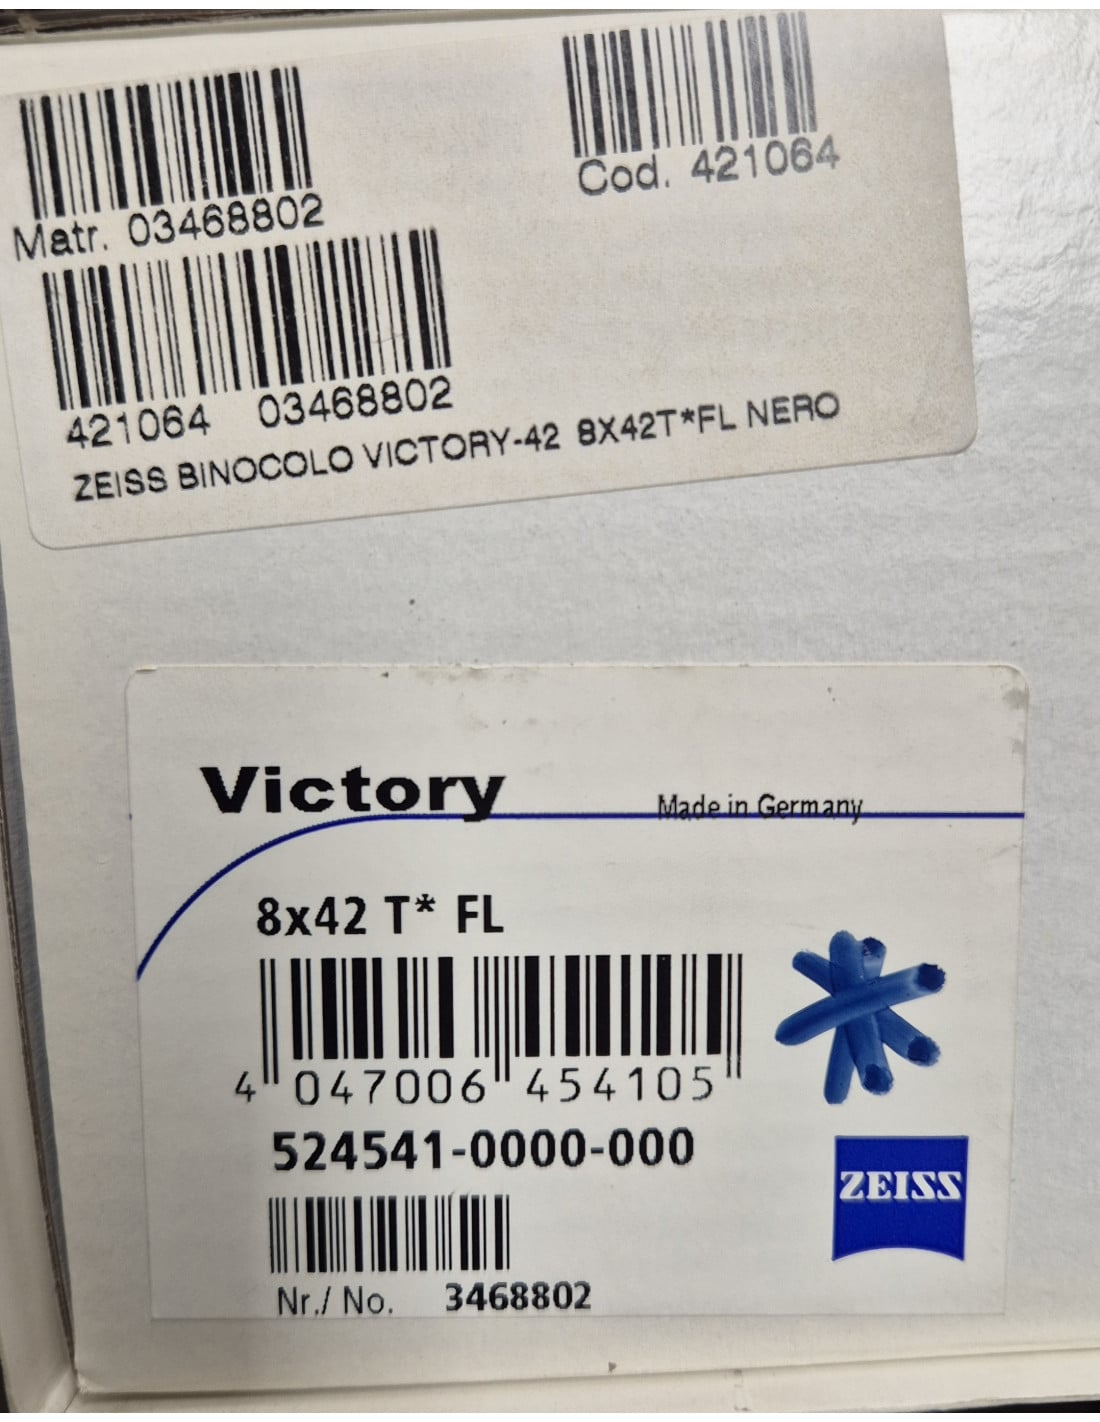 Cod. 421064
Matr. 03468802
421064 03468802
ZEISS BINOCOLO VICTORY-42 8X42T*FL NERO
Victory
Made in Germany
8x42 T* FL
4 047006 454105
524541-0000-000
ZEISS
Nr./ No. 3468802